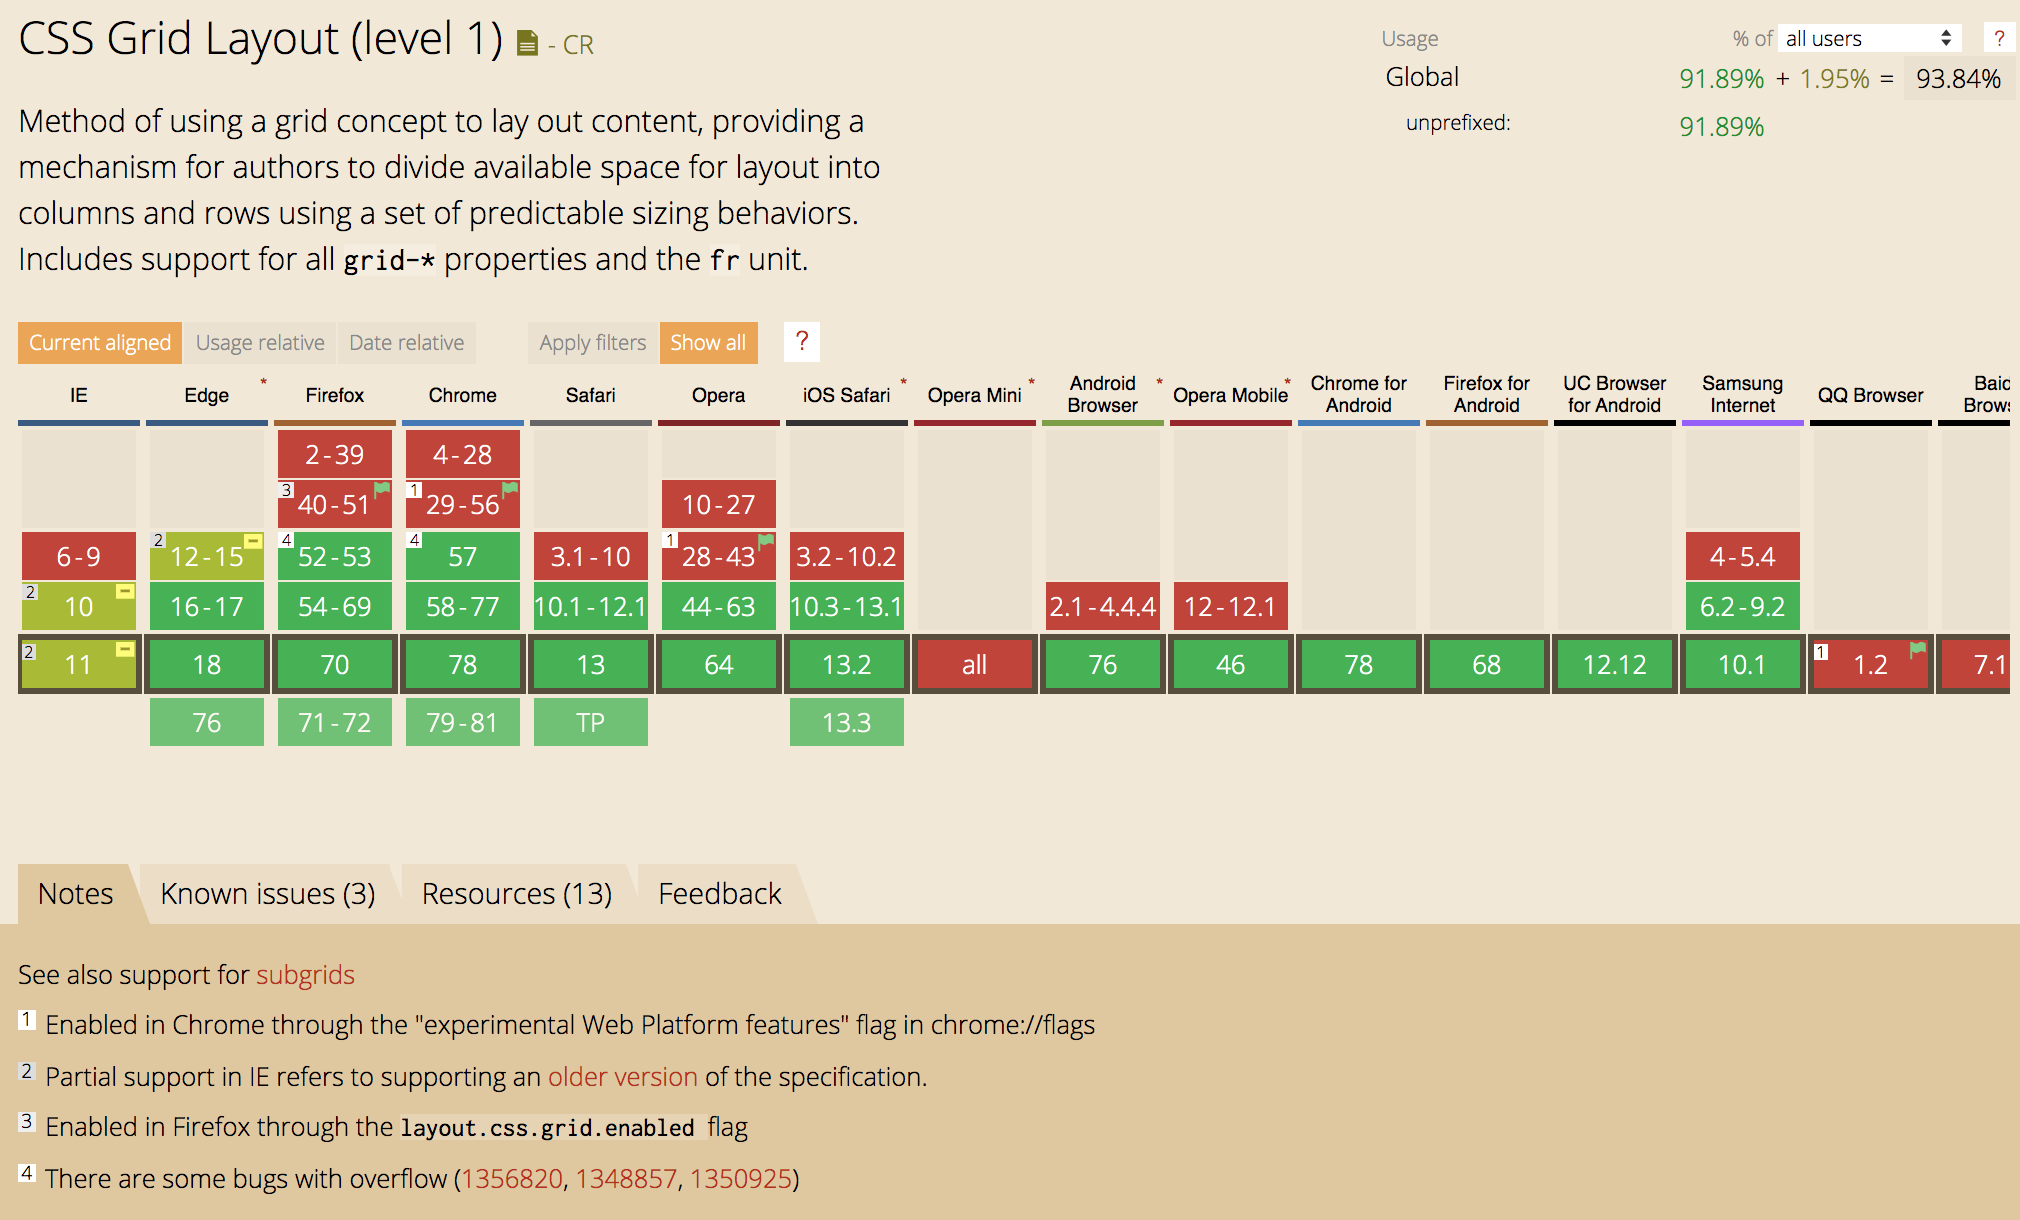 CSS Grid Layout (level 1) - CR
Usage % of all users ?
Global 91.89% + 1.95% = 93.84%
unprefixed: 91.89%
Method of using a grid concept to lay out content, providing a
mechanism for authors to divide available space for layout into
columns and rows using a set of predictable sizing behaviors.
Includes support for all grid-* properties and the fr unit.
Current aligned Usage relative Date relative Apply filters Show all ?
IE Edge * Firefox Chrome Safari Opera iOS Safari * Opera Mini * Android Browser * Opera Mobile * Chrome for Android Firefox for Android UC Browser for Android Samsung Internet QQ Browser Baid Brows
2-39 4-28
3 40-51 1 29-56 10-27
6-9 2 12-15 4 52-53 4 57 3.1-10 1 28-43 3.2-10.2 4-5.4
2 10 16-17 54-69 58-77 10.1-12.1 44-63 10.3-13.1 2.1-4.4.4 12-12.1 6.2-9.2
2 11 18 70 78 13 64 13.2 all 76 46 78 68 12.12 10.1 1 1.2 7.1
76 71-72 79-81 TP 13.3
Notes Known issues (3) Resources (13) Feedback
See also support for subgrids
1 Enabled in Chrome through the "experimental Web Platform features" flag in chrome://flags
2 Partial support in IE refers to supporting an older version of the specification.
3 Enabled in Firefox through the layout.css.grid.enabled flag
4 There are some bugs with overflow (1356820, 1348857, 1350925)